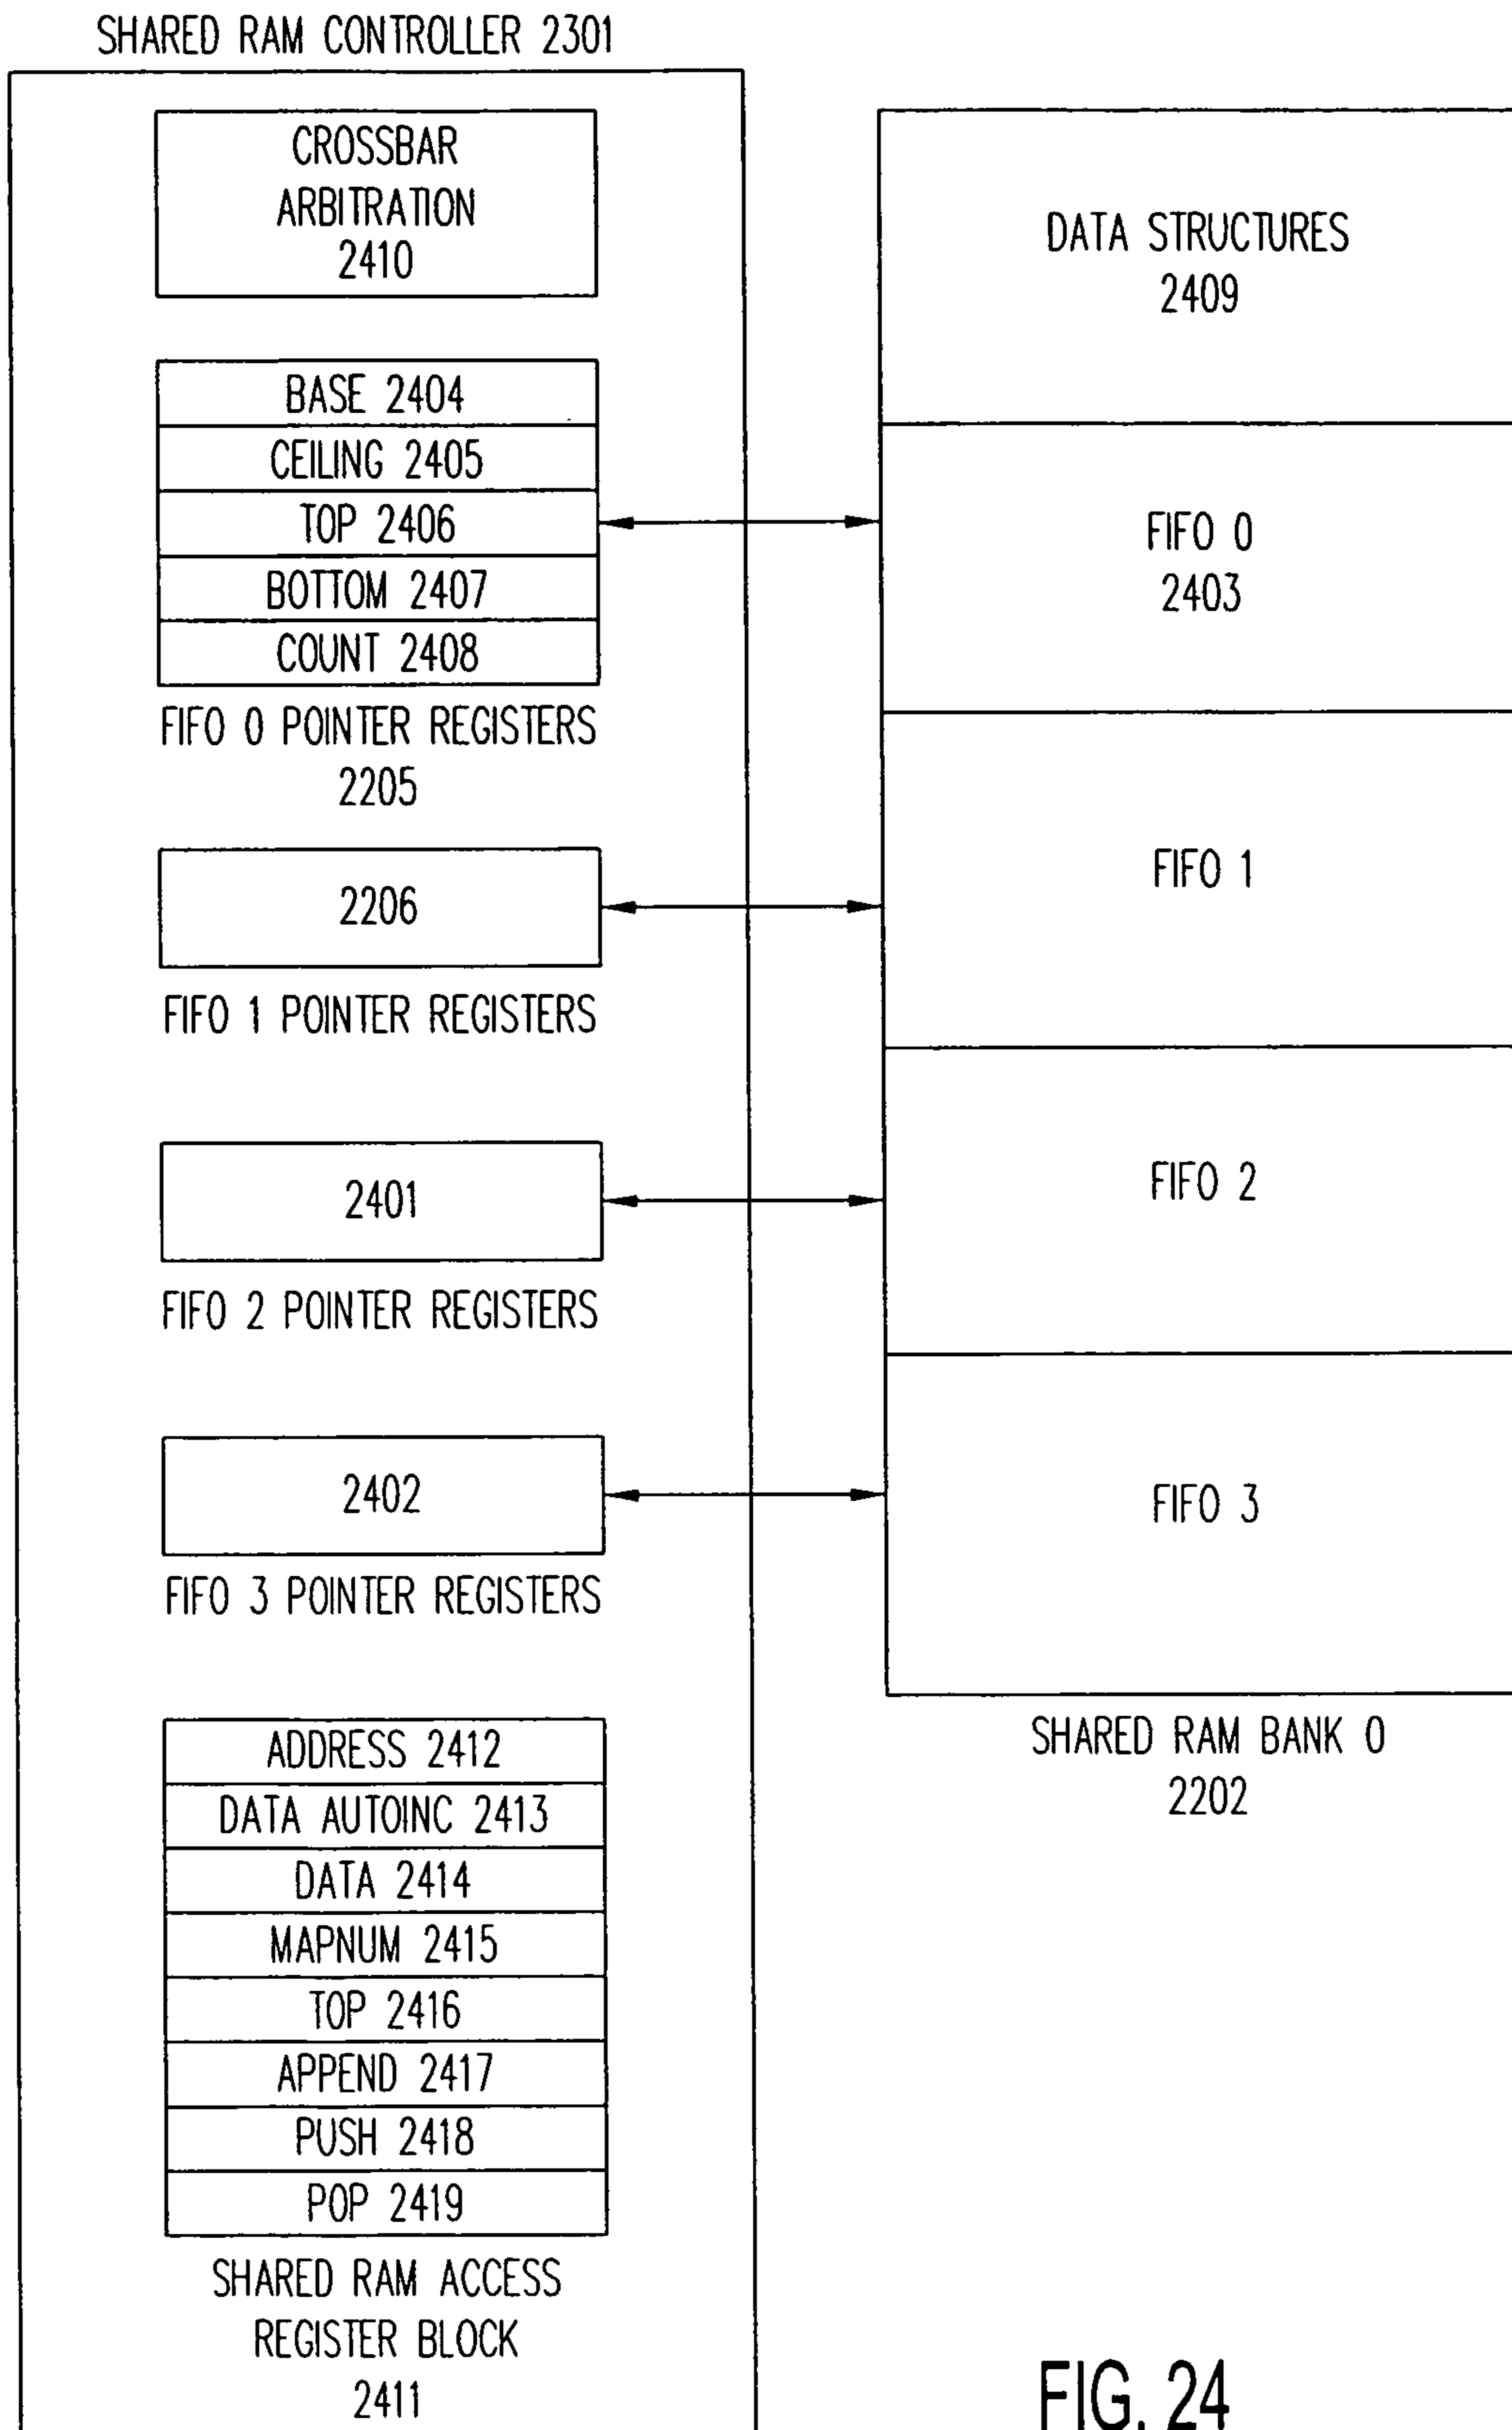 SHARED RAM CONTROLLER 2301
CROSSBAR
ARBITRATION
2410
BASE 2404
CEILING 2405
TOP 2406
BOTTOM 2407
COUNT 2408
FIFO 0 POINTER REGISTERS
2205
2206
FIFO 1 POINTER REGISTERS
2401
FIFO 2 POINTER REGISTERS
2402
FIFO 3 POINTER REGISTERS
ADDRESS 2412
DATA AUTOINC 2413
DATA 2414
MAPNUM 2415
TOP 2416
APPEND 2417
PUSH 2418
POP 2419
SHARED RAM ACCESS
REGISTER BLOCK
2411
DATA STRUCTURES
2409
FIFO 0
2403
FIFO 1
FIFO 2
FIFO 3
SHARED RAM BANK 0
2202
FIG. 24